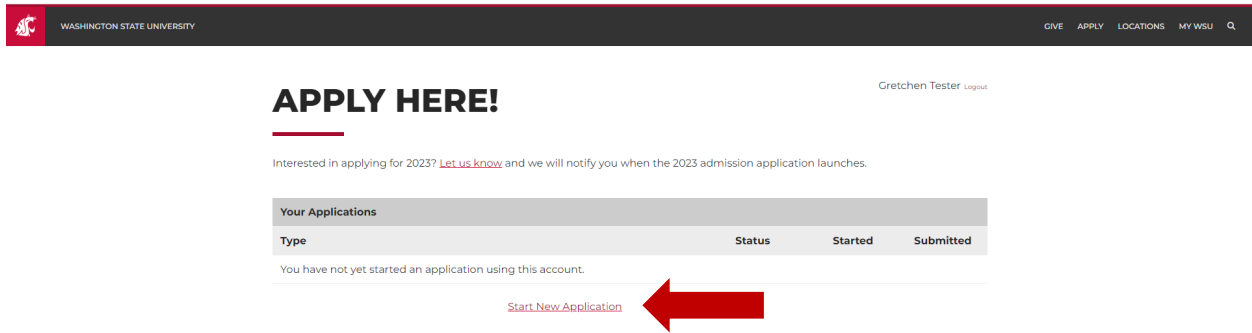 WASHINGTON STATE UNIVERSITY
GIVE APPLY LOCATIONS MY WSU
Gretchen Tester Logout
APPLY HERE!
Interested in applying for 2023? Let us know and we will notify you when the 2023 admission application launches.
Your Applications
Type Status Started Submitted
You have not yet started an application using this account.
Start New Application